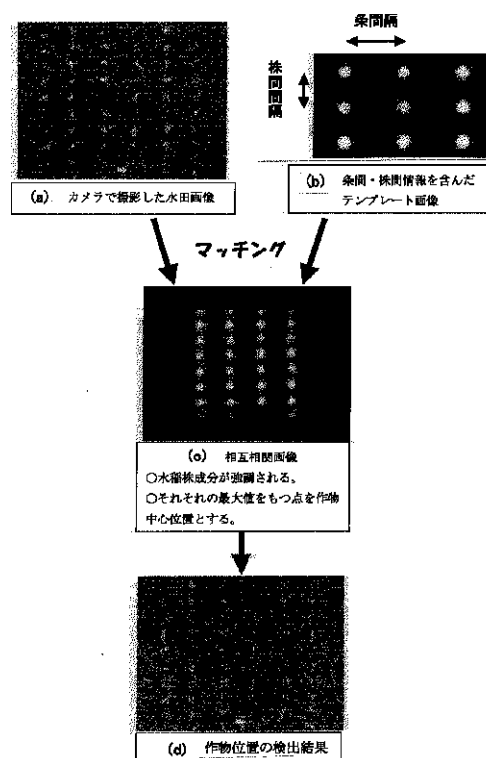 条間隔
株間間隔
(a) カメラで撮影した水田画像
(b) 条間・株間情報を含んだ
テンプレート画像
マッチング
(c) 相互相関画像
○水稲株成分が強調される。
○それぞれの最大値をもつ点を作物
中心位置とする。
(d) 作物位置の検出結果